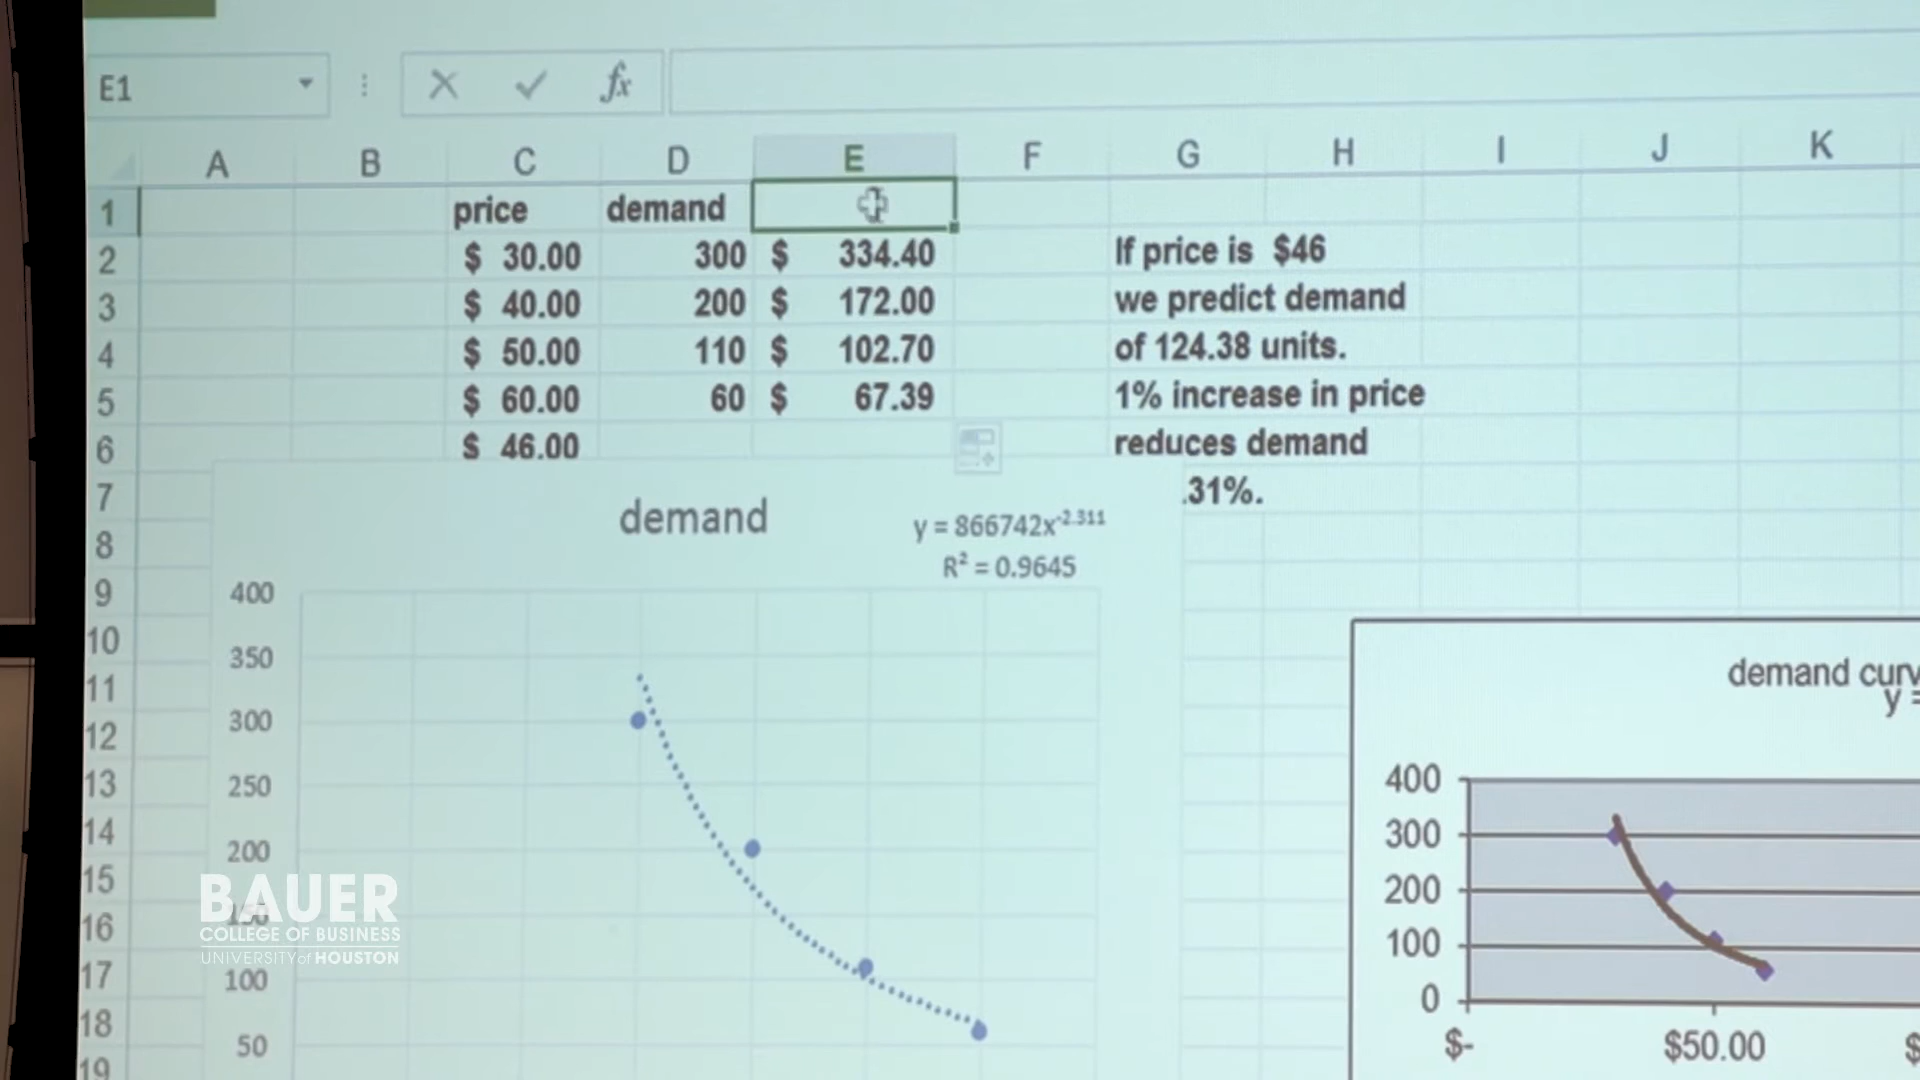 E1 fx
A B C D E F G H I J K
1 price demand
2 $ 30.00 300 $ 334.40 If price is $46
3 $ 40.00 200 $ 172.00 we predict demand
4 $ 50.00 110 $ 102.70 of 124.38 units.
5 $ 60.00 60 $ 67.39 1% increase in price
6 $ 46.00 reduces demand
7 .31%.
8
9
10
11
12
13
14
15
16
17
18
19
demand
y = 866742x^-2.311
R² = 0.9645
400
350
300
250
200
150
100
50
demand curv
y =
400
300
200
100
0
$- $50.00 $
BAUER
COLLEGE OF BUSINESS
UNIVERSITY of HOUSTON